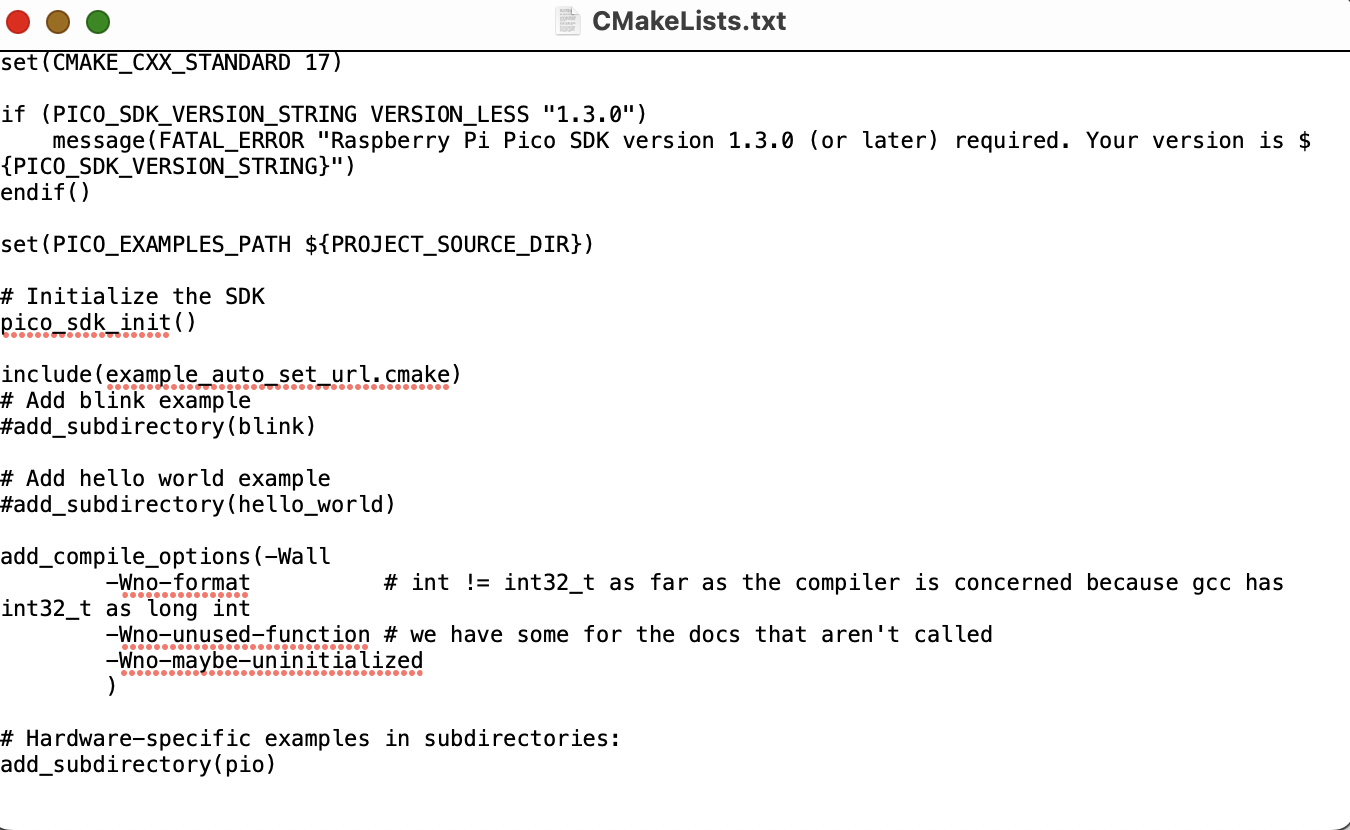 CMakeLists.txt
set(CMAKE_CXX_STANDARD 17)
if (PICO_SDK_VERSION_STRING VERSION_LESS "1.3.0")
    message(FATAL_ERROR "Raspberry Pi Pico SDK version 1.3.0 (or later) required. Your version is $
{PICO_SDK_VERSION_STRING}")
endif()
set(PICO_EXAMPLES_PATH ${PROJECT_SOURCE_DIR})
# Initialize the SDK
pico_sdk_init()
include(example_auto_set_url.cmake)
# Add blink example
#add_subdirectory(blink)
# Add hello world example
#add_subdirectory(hello_world)
add_compile_options(-Wall
        -Wno-format          # int != int32_t as far as the compiler is concerned because gcc has
int32_t as long int
        -Wno-unused-function # we have some for the docs that aren't called
        -Wno-maybe-uninitialized
        )
# Hardware-specific examples in subdirectories:
add_subdirectory(pio)